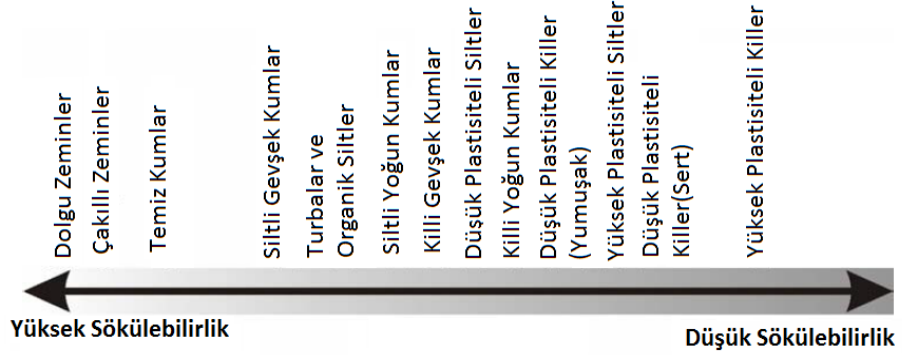 Dolgu Zeminler
Çakıllı Zeminler
Temiz Kumlar
Siltli Gevşek Kumlar
Turbalar ve
Organik Siltler
Siltli Yoğun Kumlar
Killi Gevşek Kumlar
Düşük Plastisiteli Siltler
Killi Yoğun Kumlar
Düşük Plastisiteli Killer
(Yumuşak)
Yüksek Plastisiteli Siltler
Düşük Plastisiteli
Killer(Sert)
Yüksek Plastisiteli Killer
Yüksek Sökülebilirlik
Düşük Sökülebilirlik